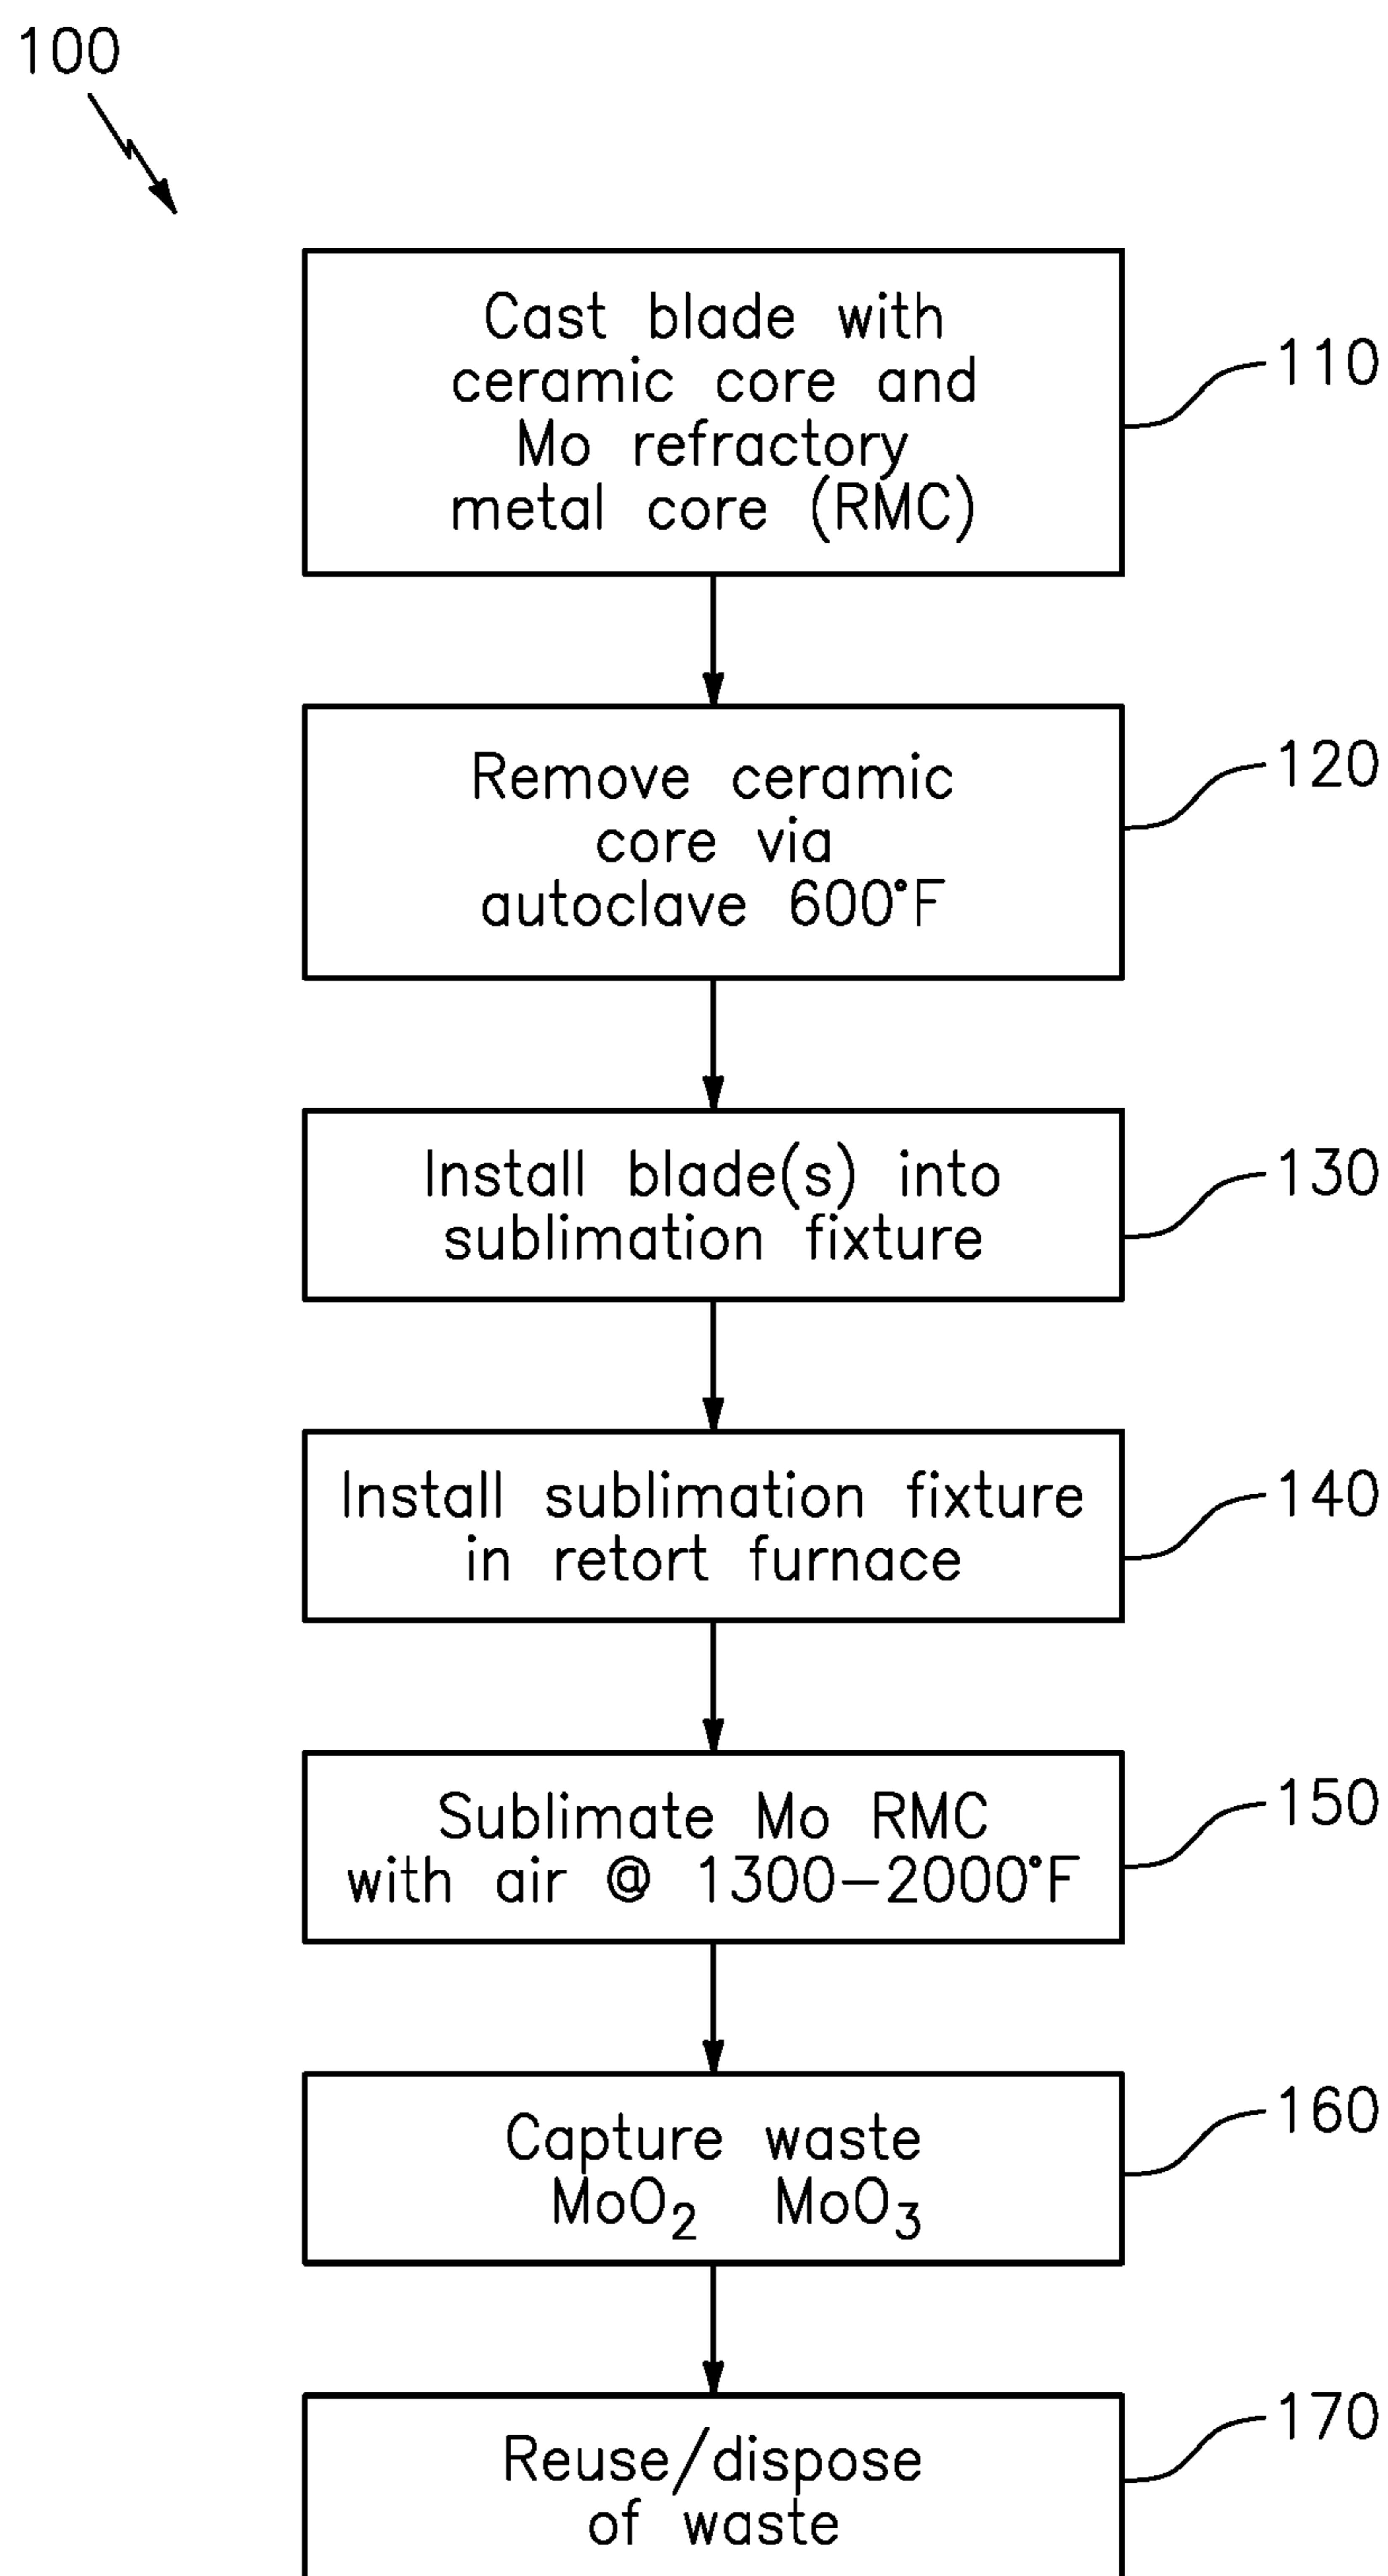 100
Cast blade with
ceramic core and
Mo refractory
metal core (RMC)
110
Remove ceramic
core via
autoclave 600°F
120
Install blade(s) into
sublimation fixture
130
Install sublimation fixture
in retort furnace
140
Sublimate Mo RMC
with air @ 1300-2000°F
150
Capture waste
MoO₂ MoO₃
160
Reuse/dispose
of waste
170